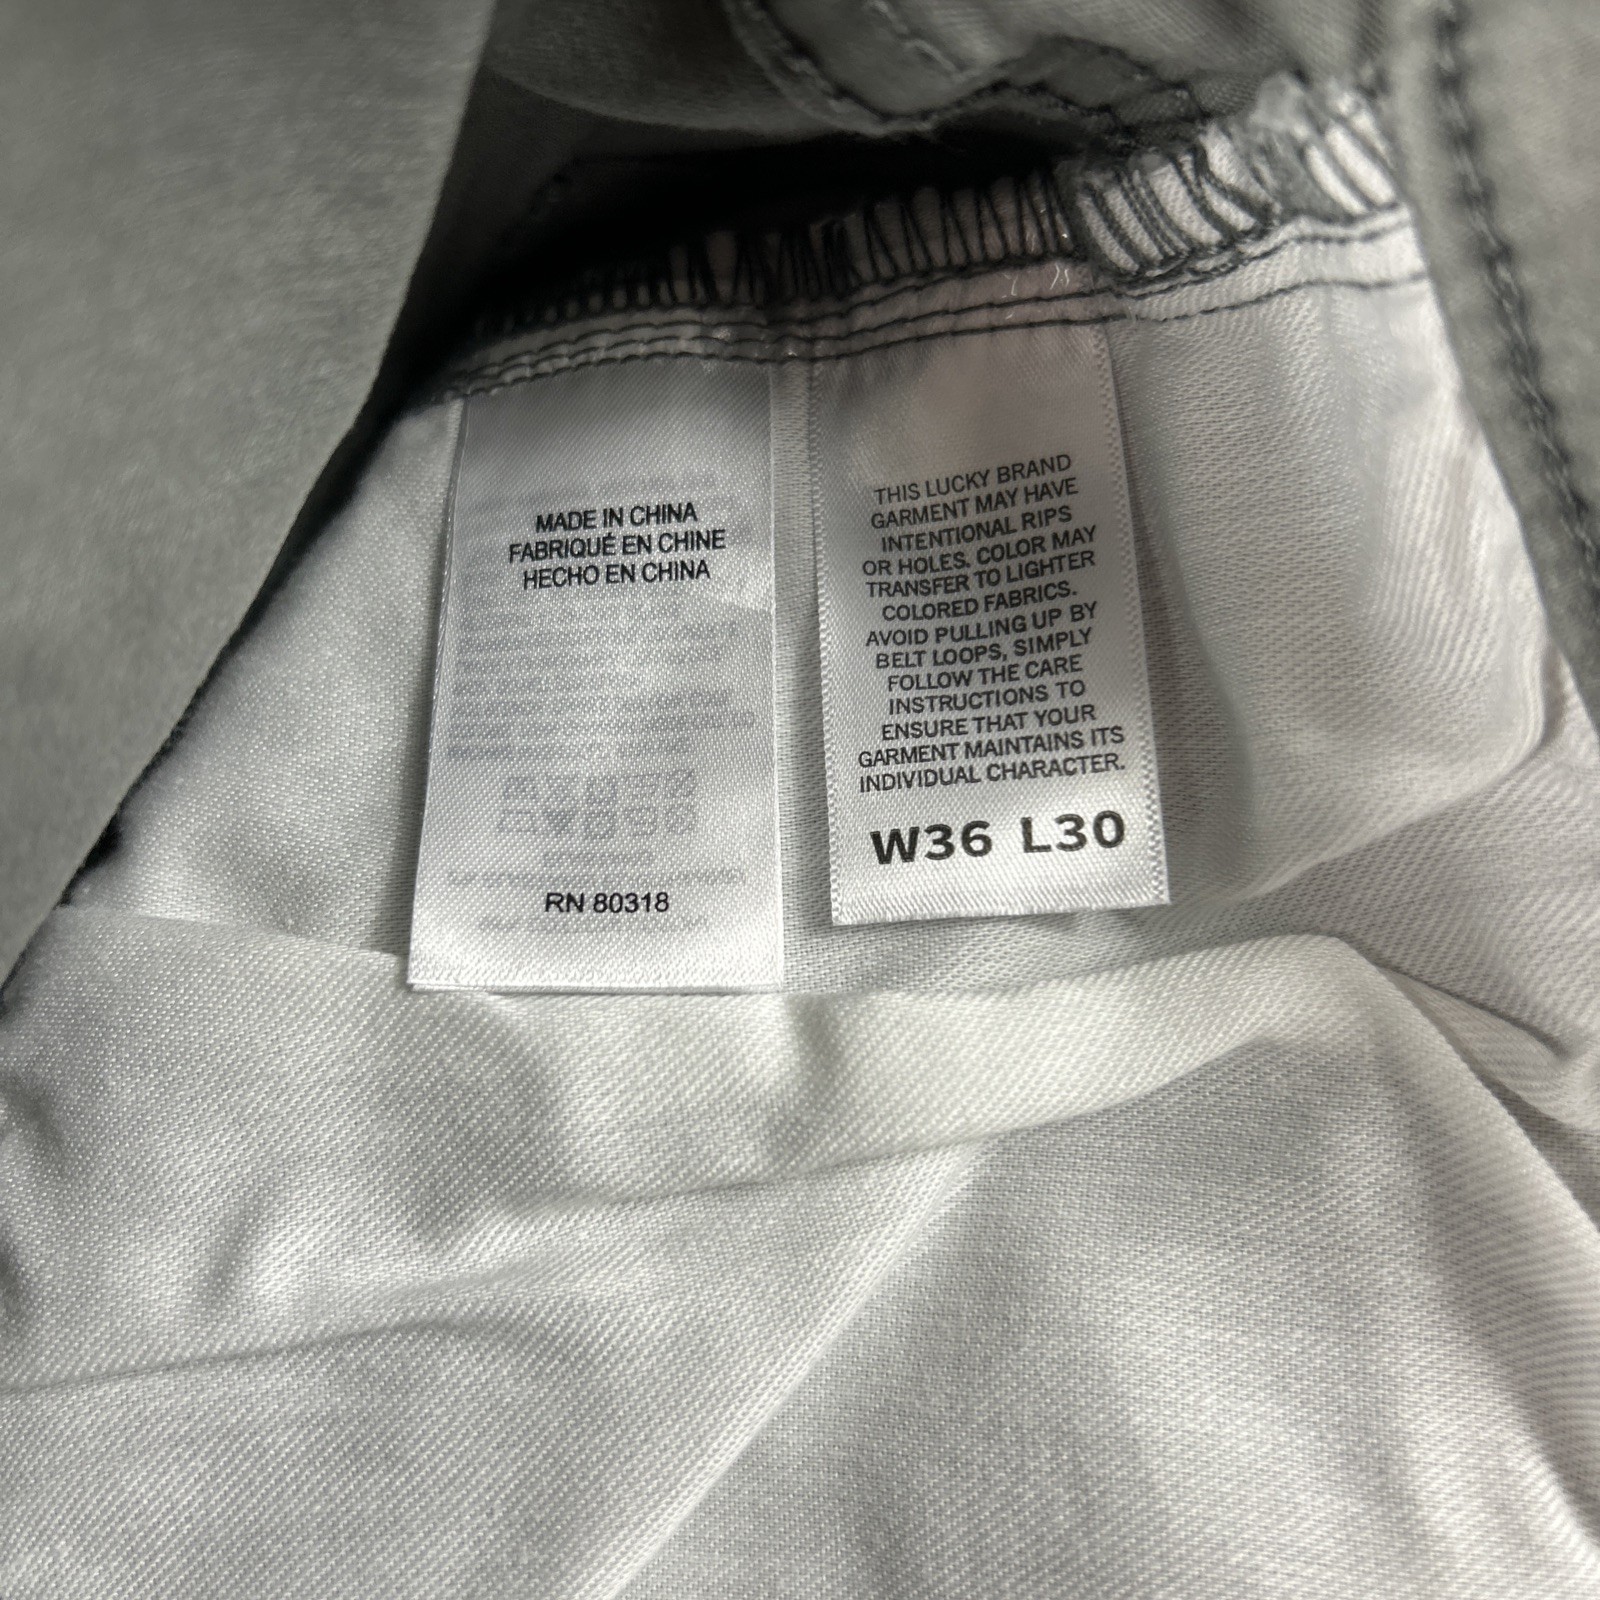 MADE IN CHINA
FABRIQUÉ EN CHINE
HECHO EN CHINA
RN 80318
THIS LUCKY BRAND
GARMENT MAY HAVE
INTENTIONAL RIPS
OR HOLES. COLOR MAY
TRANSFER TO LIGHTER
COLORED FABRICS.
AVOID PULLING UP BY
BELT LOOPS, SIMPLY
FOLLOW THE CARE
INSTRUCTIONS TO
ENSURE THAT YOUR
GARMENT MAINTAINS ITS
INDIVIDUAL CHARACTER.
W36 L30